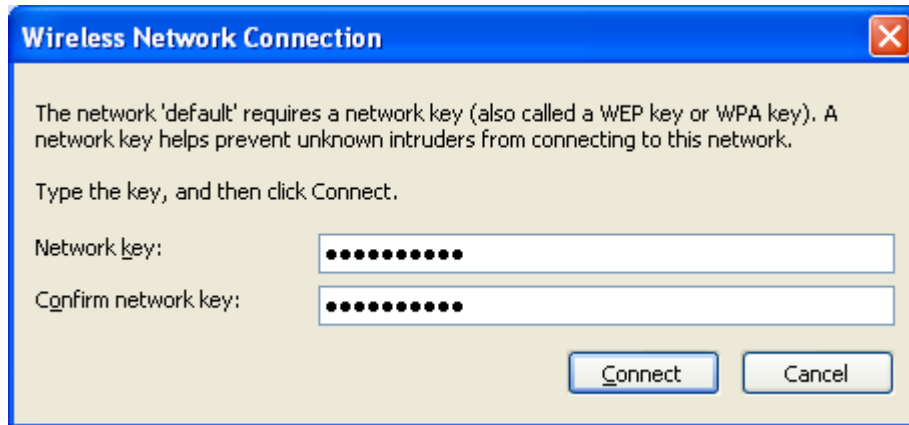 Wireless Network Connection
The network 'default' requires a network key (also called a WEP key or WPA key). A
network key helps prevent unknown intruders from connecting to this network.
Type the key, and then click Connect.
Network key: ●●●●●●●●●●
Confirm network key: ●●●●●●●●●●
Connect Cancel